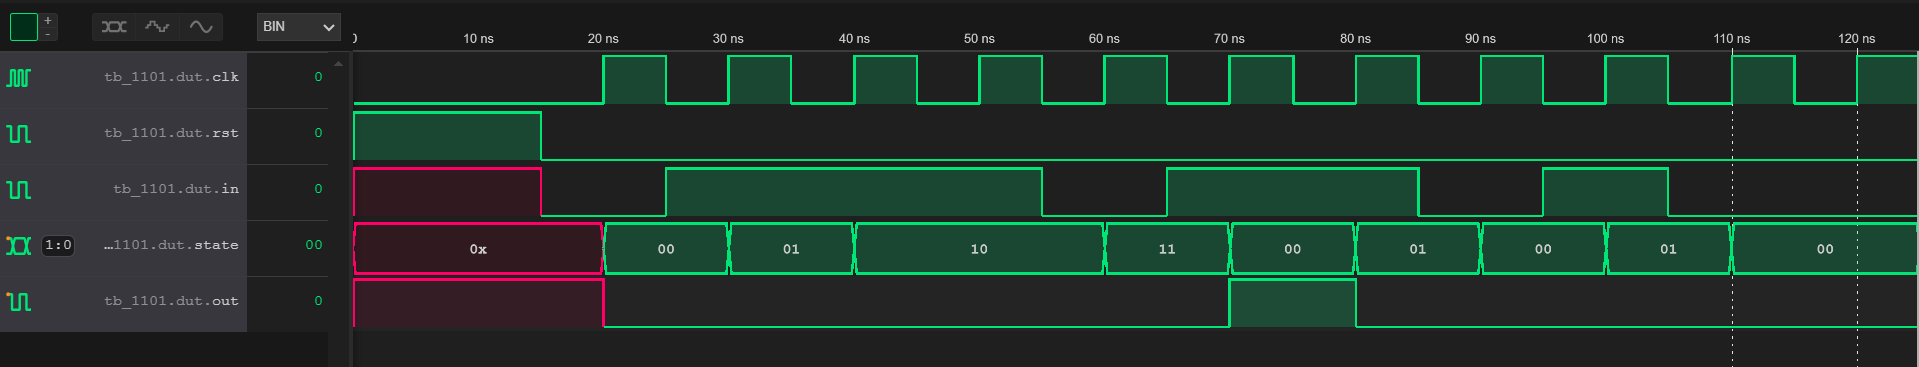 +
-
BIN
0 10 ns 20 ns 30 ns 40 ns 50 ns 60 ns 70 ns 80 ns 90 ns 100 ns 110 ns 120 ns
tb_1101.dut.clk 0
tb_1101.dut.rst 0
tb_1101.dut.in 0
1:0 …1101.dut.state 00 0x 00 01 10 11 00 01 00 01 00
tb_1101.dut.out 0